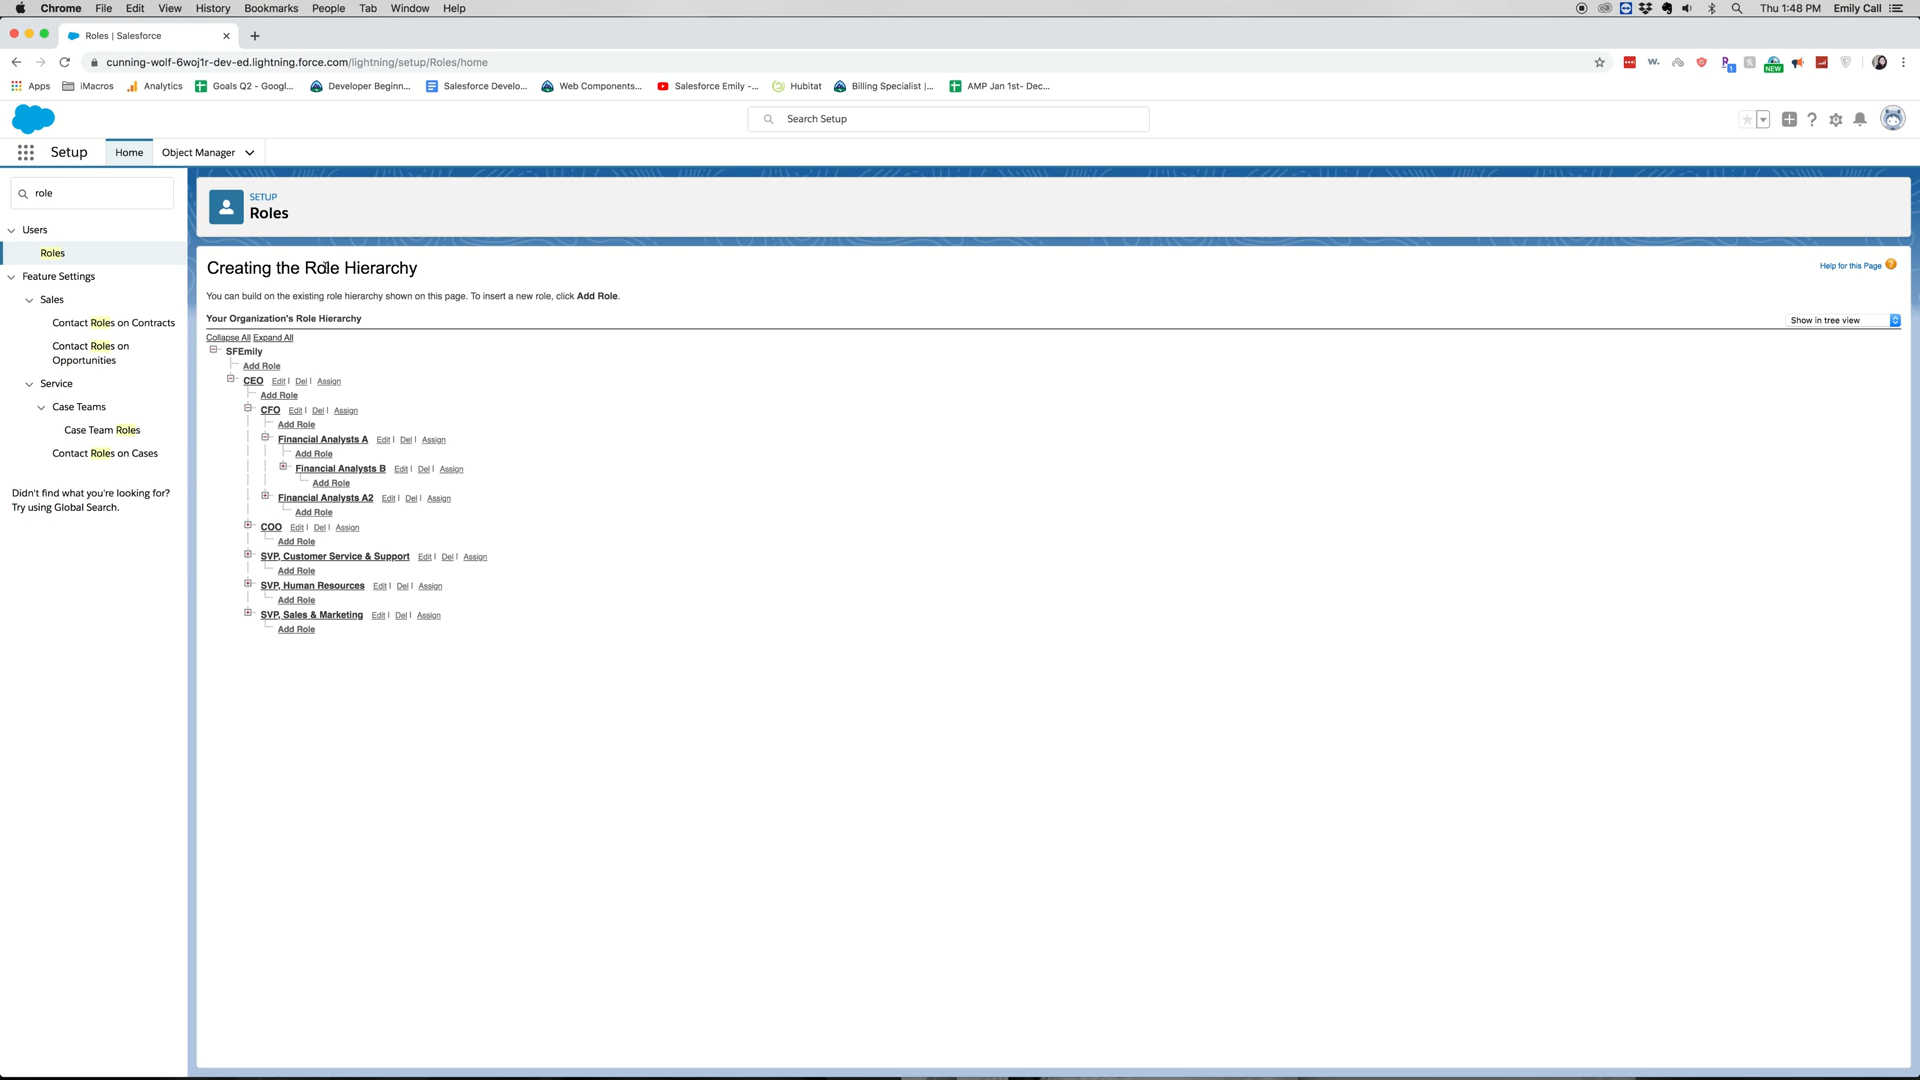 Chrome File Edit View History Bookmarks People Tab Window Help Thu 1:48 PM Emily Call
Roles | Salesforce
cunning-wolf-6woj1r-dev-ed.lightning.force.com/lightning/setup/Roles/home
Apps iMacros Analytics Goals Q2 - Googl... Developer Beginn... Salesforce Develo... Web Components... Salesforce Emily -... Hubitat Billing Specialist |... AMP Jan 1st- Dec...
Search Setup
Setup Home Object Manager
role
Users
Roles
Feature Settings
Sales
Contact Roles on Contracts
Contact Roles on
Opportunities
Service
Case Teams
Case Team Roles
Contact Roles on Cases
Didn't find what you're looking for?
Try using Global Search.
SETUP
Roles
Creating the Role Hierarchy
Help for this Page ?
You can build on the existing role hierarchy shown on this page. To insert a new role, click Add Role.
Your Organization's Role Hierarchy
Show in tree view
Collapse All Expand All
SFEmily
Add Role
CEO Edit | Del | Assign
Add Role
CFO Edit | Del | Assign
Add Role
Financial Analysts A Edit | Del | Assign
Add Role
Financial Analysts B Edit | Del | Assign
Add Role
Financial Analysts A2 Edit | Del | Assign
Add Role
COO Edit | Del | Assign
Add Role
SVP, Customer Service & Support Edit | Del | Assign
Add Role
SVP, Human Resources Edit | Del | Assign
Add Role
SVP, Sales & Marketing Edit | Del | Assign
Add Role